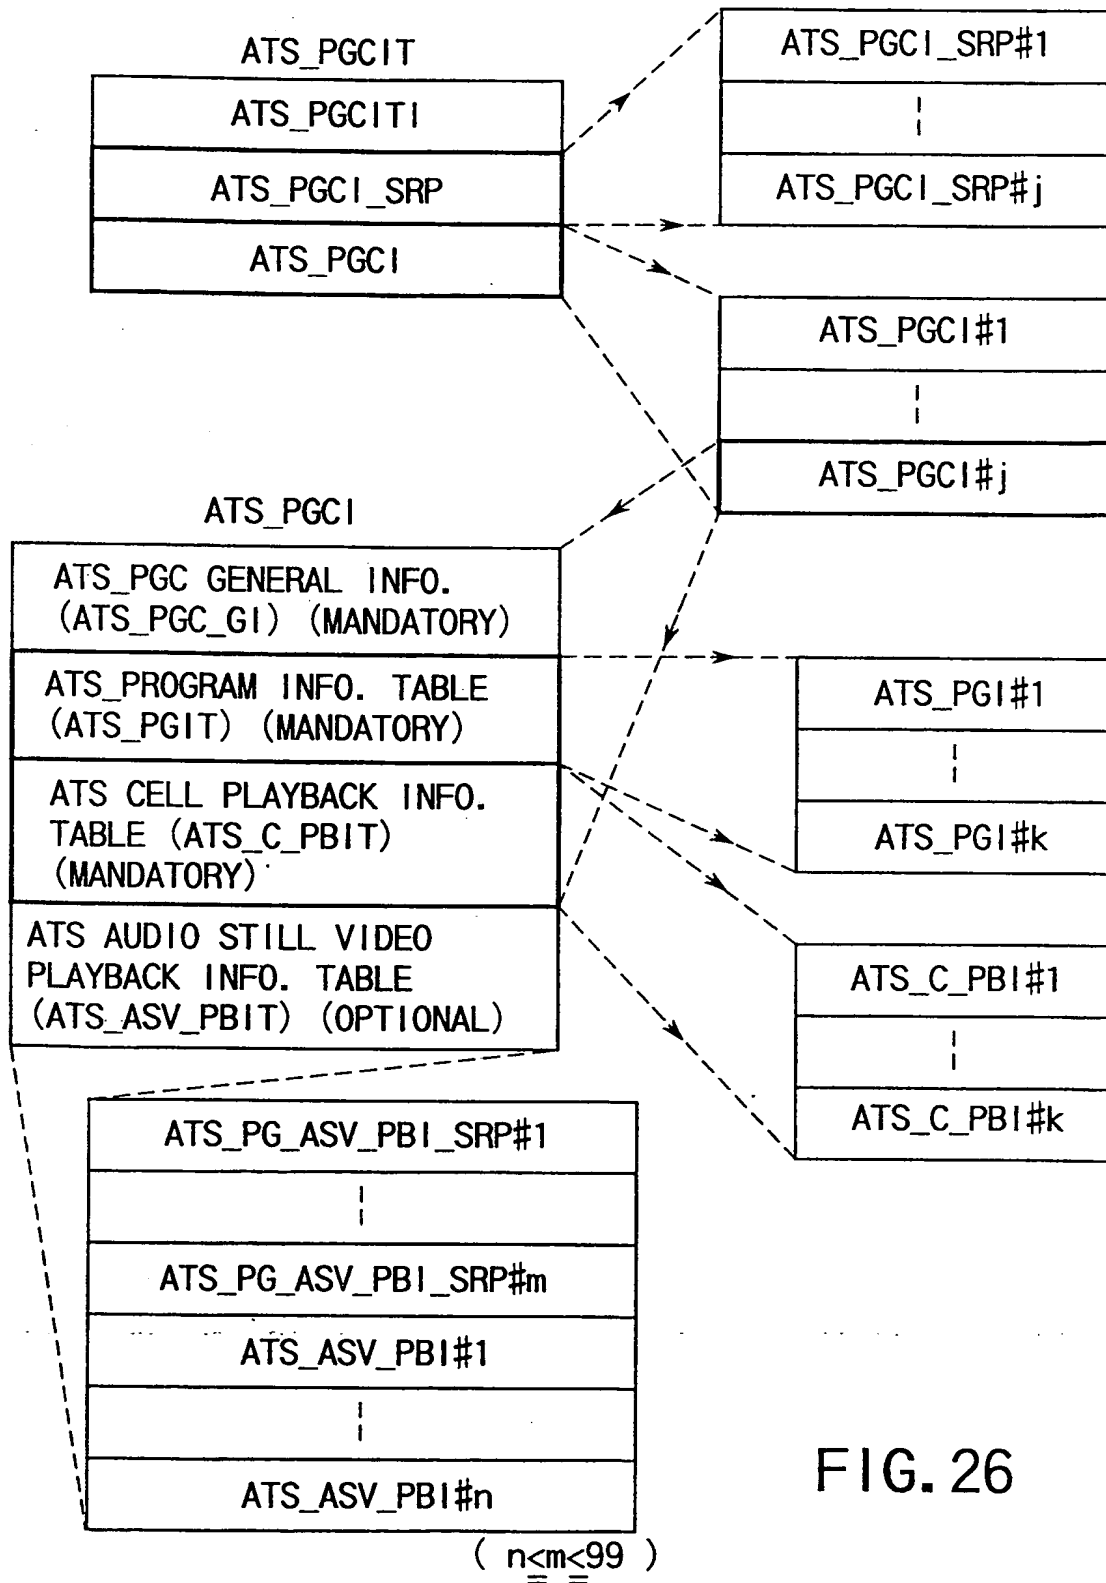 ATS_PGCIT
ATS_PGCITI
ATS_PGCI_SRP
ATS_PGCI
ATS_PGCI_SRP#1
ATS_PGCI_SRP#j
ATS_PGCI#1
ATS_PGCI#j
ATS_PGCI
ATS_PGC GENERAL INFO.
(ATS_PGC_GI) (MANDATORY)
ATS_PROGRAM INFO. TABLE
(ATS_PGIT) (MANDATORY)
ATS CELL PLAYBACK INFO.
TABLE (ATS_C_PBIT)
(MANDATORY)
ATS AUDIO STILL VIDEO
PLAYBACK INFO. TABLE
(ATS_ASV_PBIT) (OPTIONAL)
ATS_PGI#1
ATS_PGI#k
ATS_C_PBI#1
ATS_C_PBI#k
ATS_PG_ASV_PBI_SRP#1
ATS_PG_ASV_PBI_SRP#m
ATS_ASV_PBI#1
ATS_ASV_PBI#n
( n≦m≦99 )
FIG. 26